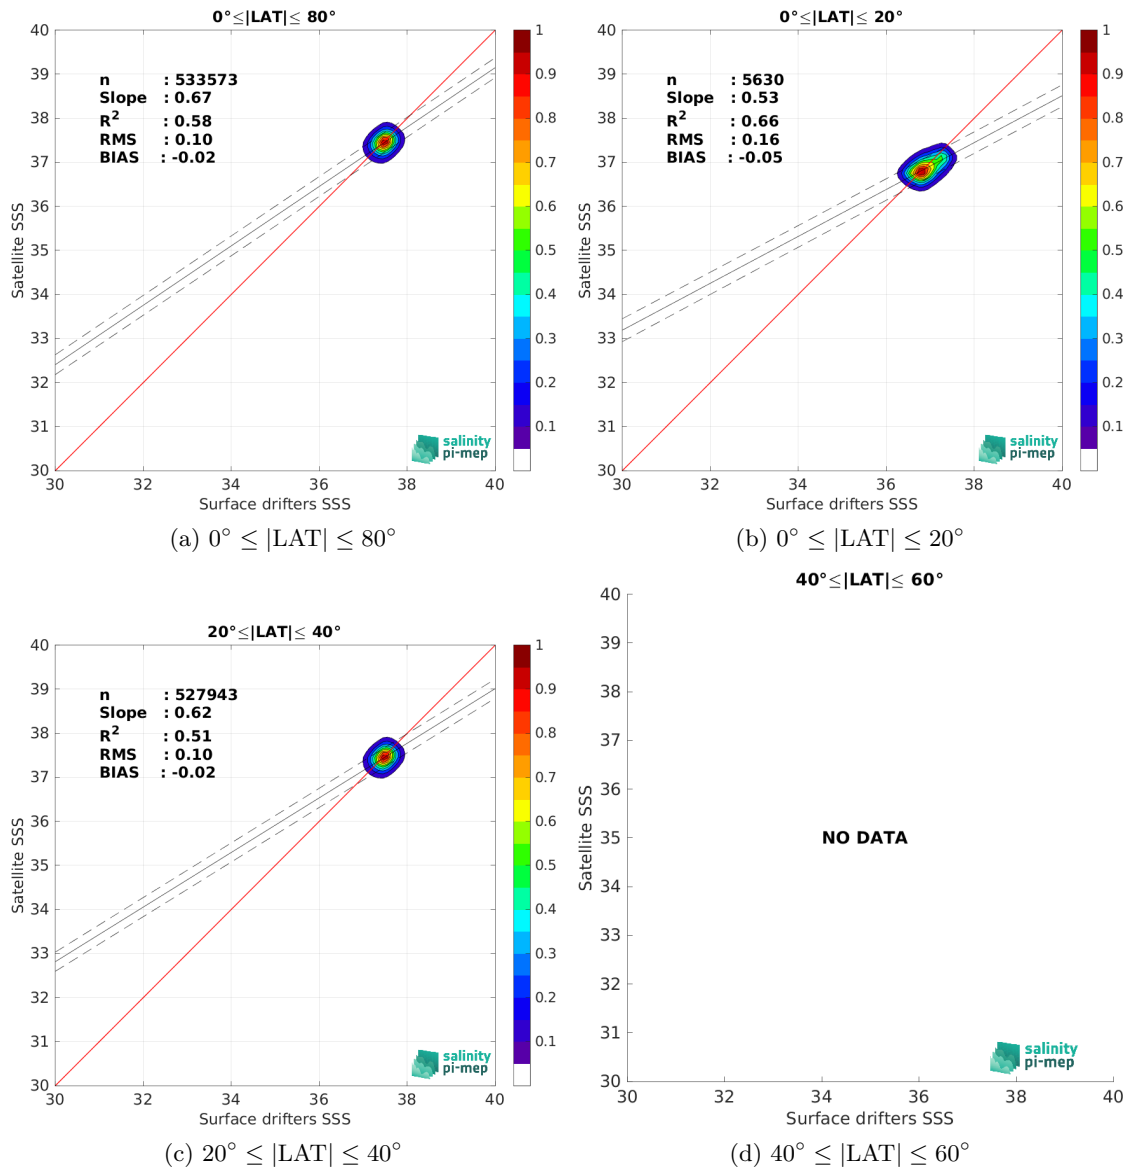 0°≤|LAT|≤ 80°
40
39
38
37
36
35
34
33
32
31
30
30
32
34
36
38
40
Satellite SSS
Surface drifters SSS
n : 533573
Slope : 0.67
R² : 0.58
RMS : 0.10
BIAS : -0.02
1
0.9
0.8
0.7
0.6
0.5
0.4
0.3
0.2
0.1
salinity
pi-mep
(a) 0° ≤ |LAT| ≤ 80°
0°≤|LAT|≤ 20°
40
39
38
37
36
35
34
33
32
31
30
30
32
34
36
38
40
Satellite SSS
Surface drifters SSS
n : 5630
Slope : 0.53
R² : 0.66
RMS : 0.16
BIAS : -0.05
1
0.9
0.8
0.7
0.6
0.5
0.4
0.3
0.2
0.1
salinity
pi-mep
(b) 0° ≤ |LAT| ≤ 20°
20°≤|LAT|≤ 40°
40
39
38
37
36
35
34
33
32
31
30
30
32
34
36
38
40
Satellite SSS
Surface drifters SSS
n : 527943
Slope : 0.62
R² : 0.51
RMS : 0.10
BIAS : -0.02
1
0.9
0.8
0.7
0.6
0.5
0.4
0.3
0.2
0.1
salinity
pi-mep
(c) 20° ≤ |LAT| ≤ 40°
40°≤|LAT|≤ 60°
40
39
38
37
36
35
34
33
32
31
30
30
32
34
36
38
40
Satellite SSS
Surface drifters SSS
NO DATA
salinity
pi-mep
(d) 40° ≤ |LAT| ≤ 60°